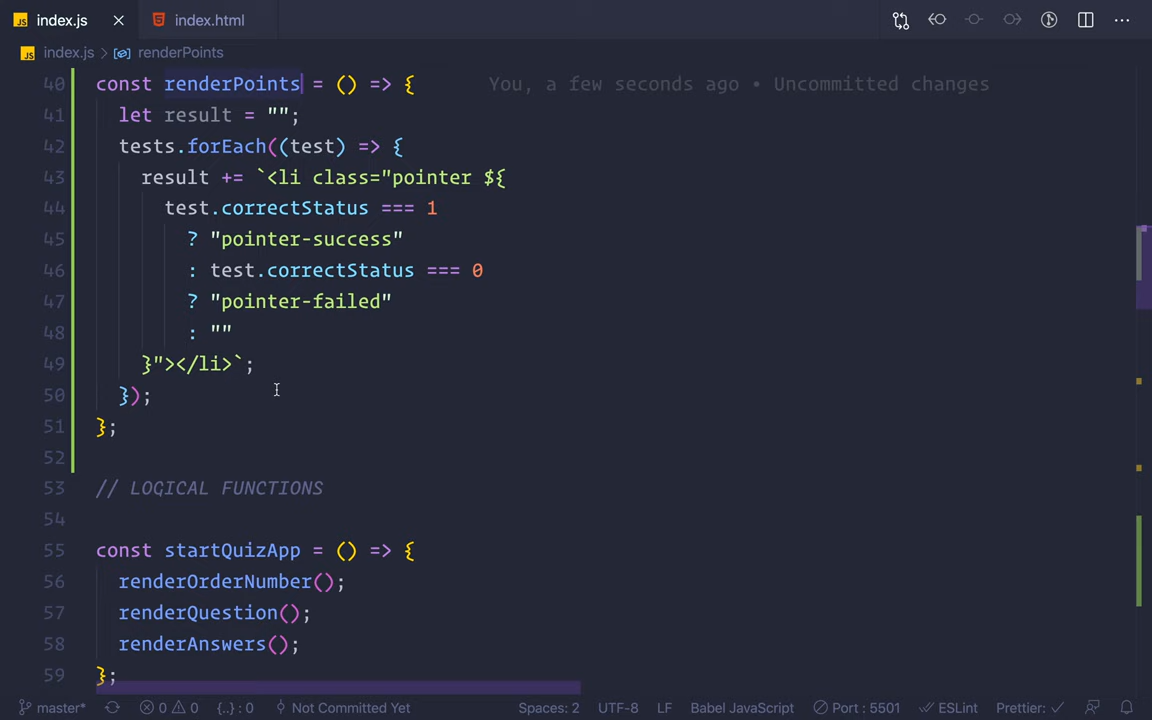 JS index.js
index.html
JS index.js > renderPoints
40 const renderPoints = () => { You, a few seconds ago • Uncommitted changes
41 let result = "";
42 tests.forEach((test) => {
43 result += `<li class="pointer ${
44 test.correctStatus === 1
45 ? "pointer-success"
46 : test.correctStatus === 0
47 ? "pointer-failed"
48 : ""
49 }"></li>`;
50 });
51 };
52
53 // LOGICAL FUNCTIONS
54
55 const startQuizApp = () => {
56 renderOrderNumber();
57 renderQuestion();
58 renderAnswers();
59 };
master* 0 0 {..} : 0 Not Committed Yet Spaces: 2 UTF-8 LF Babel JavaScript Port : 5501 ESLint Prettier: ✓